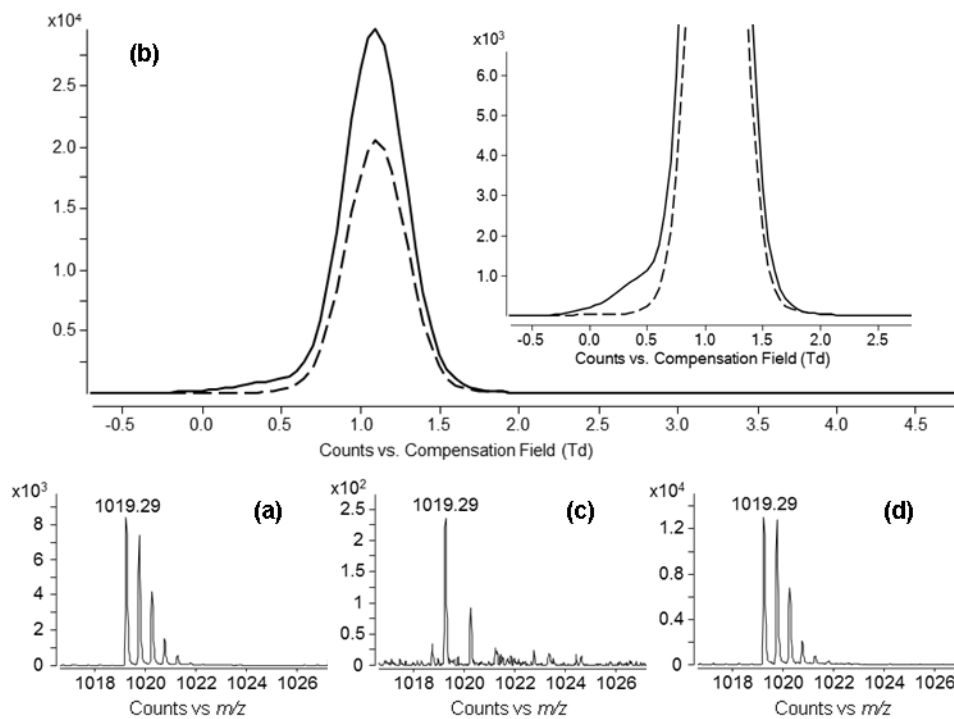 x10⁴
(b)
3.0
2.5
2.0
1.5
1.0
0.5
-0.5 0.0 0.5 1.0 1.5 2.0 2.5 3.0 3.5 4.0 4.5
Counts vs. Compensation Field (Td)
x10³
6.0
5.0
4.0
3.0
2.0
1.0
-0.5 0.0 0.5 1.0 1.5 2.0 2.5
Counts vs. Compensation Field (Td)
x10³
1019.29
(a)
8
6
4
2
0
1018 1020 1022 1024 1026
Counts vs m/z
x10²
1019.29
(c)
2.5
2
1.5
1
0.5
0
1018 1020 1022 1024 1026
Counts vs m/z
x10⁴
1019.29
(d)
1.2
0.8
0.4
0
1018 1020 1022 1024 1026
Counts vs m/z